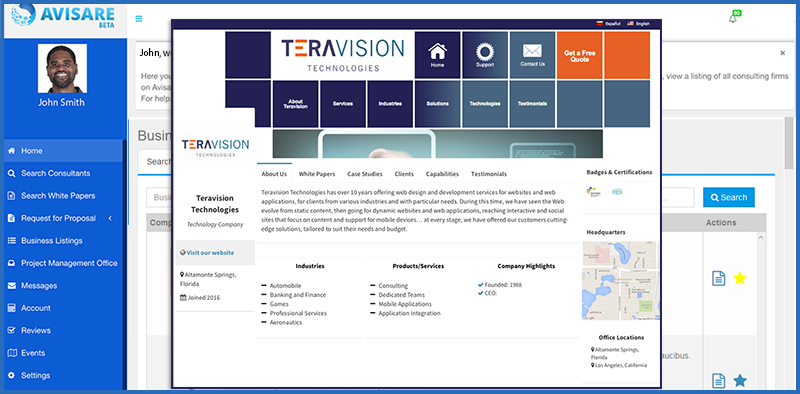 AVISARE
BETA
John Smith
Home
Search Consultants
Search White Papers
Request for Proposal
Business Listings
Project Management Office
Messages
Account
Reviews
Events
Settings
John, w
Here you
on Avisa
For help,
, view a listing of all consulting firms
Busin
Sear
Busi
Search
Comp
Actions
aucibus.
Español
English
TERAVISION
TECHNOLOGIES
Home
Support
Contact Us
Get a Free
Quote
About
Teravision
Services
Industries
Solutions
Technologies
Testimonials
TERAVISION
TECHNOLOGIES
Teravision
Technologies
Technology Company
Visit our website
Altamonte Springs,
Florida
Joined 2016
About Us
White Papers
Case Studies
Clients
Capabilities
Testimonials
Teravision Technologies has over 10 years offering web design and development services for websites and web
applications, for clients from various industries and with particular needs. During this time, we have seen the Web
evolve from static content, then going for dynamic websites and web applications, reaching interactive and social
sites that focus on content and support for mobile devices... at every stage, we have offered our customers cutting-
edge solutions, tailored to suit their needs and budget.
Industries
Automobile
Banking and Finance
Games
Professional Services
Aeronautics
Products/Services
Consulting
Dedicated Teams
Mobile Applications
Application Integration
Company Highlights
Founded: 1988
CEO:
Badges & Certifications
Headquarters
Office Locations
Altamonte Springs,
Florida
Los Angeles, California